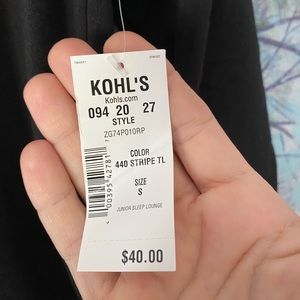 KOHL'S
Kohls.com
094 20 27
STYLE
ZG74P010RP
COLOR
440 STRIPE TL
SIZE
S
JUNIOR SLEEP LOUNGE
$40.00